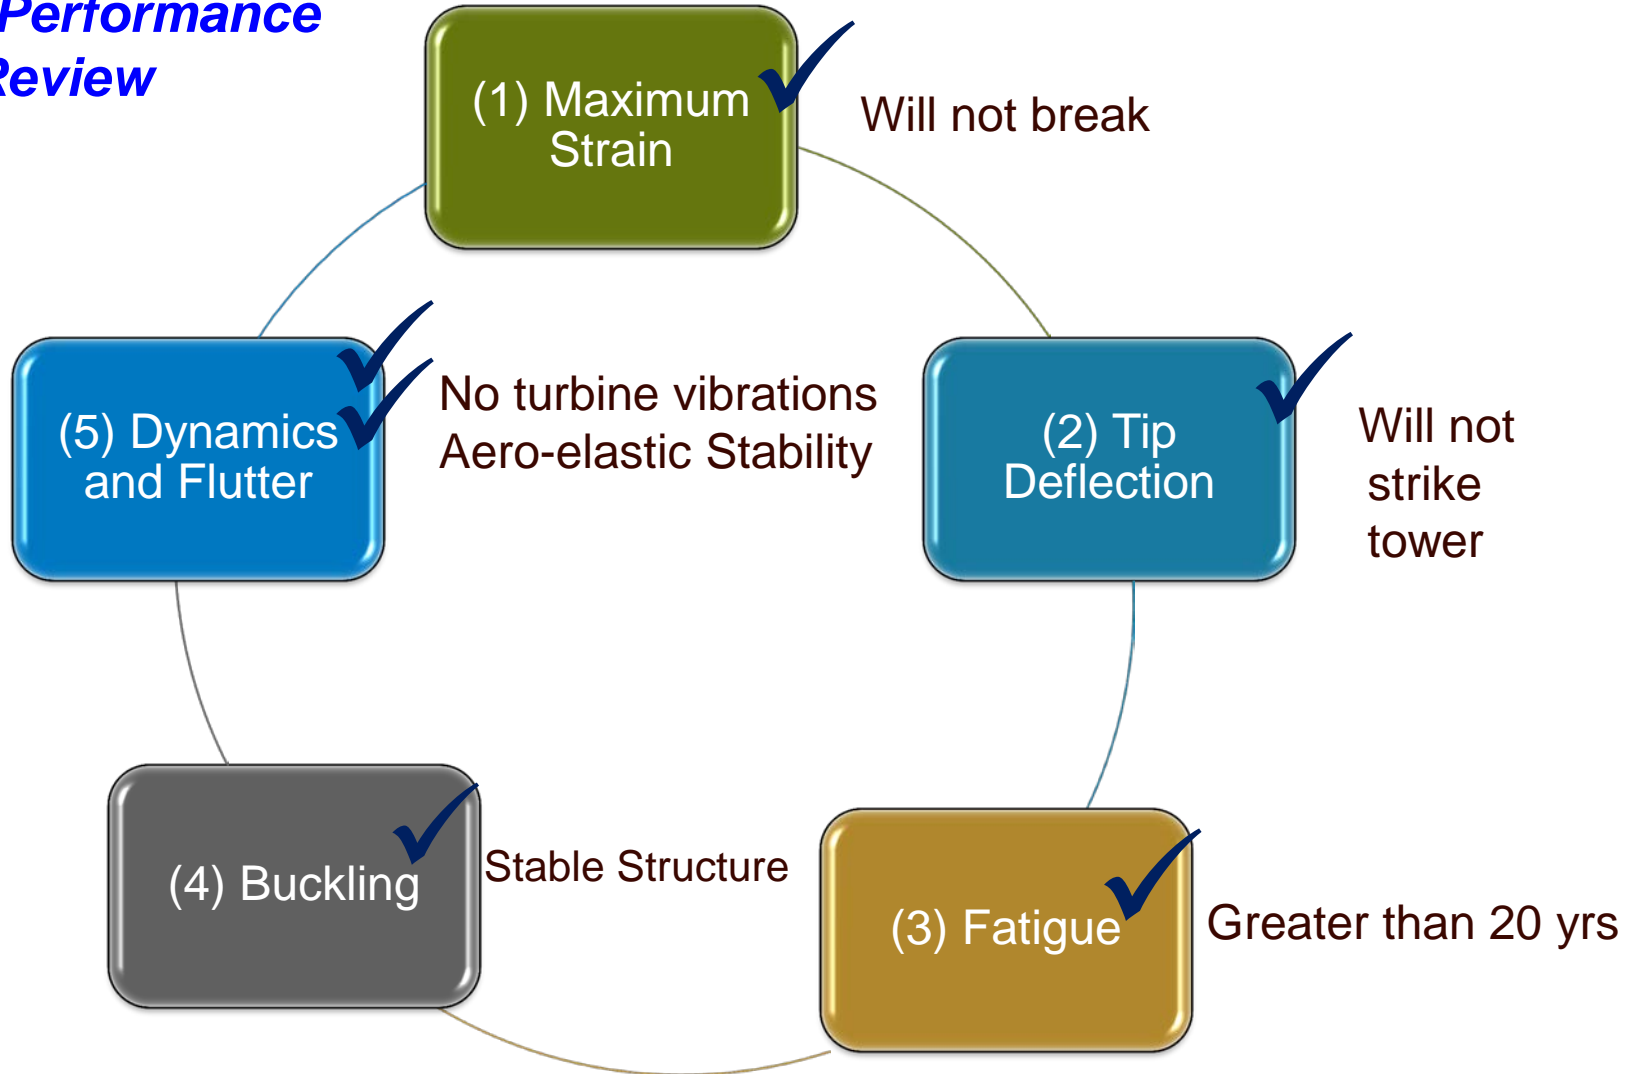 Performance
Review
(1) Maximum
Strain
Will not break
(2) Tip
Deflection
Will not
strike
tower
(3) Fatigue
Greater than 20 yrs
(4) Buckling
Stable Structure
(5) Dynamics
and Flutter
No turbine vibrations
Aero-elastic Stability